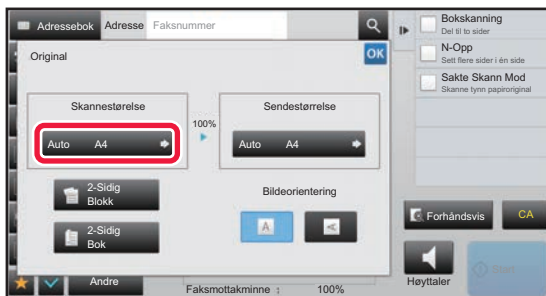 Adressebok Adresse Faksnummer
Original
OK
Skannestørelse
Auto A4
100%
Sendestørrelse
Auto A4
2-Sidig
Blokk
2-Sidig
Bok
Bildeorientering
A
A
Andre
Faksmottakminne : 100%
Bokskanning
Del til to sider
N-Opp
Sett flere sider i én side
Sakte Skann Mod
Skanne tynn papiroriginal
Forhåndsvis
CA
Høyttaler
Start